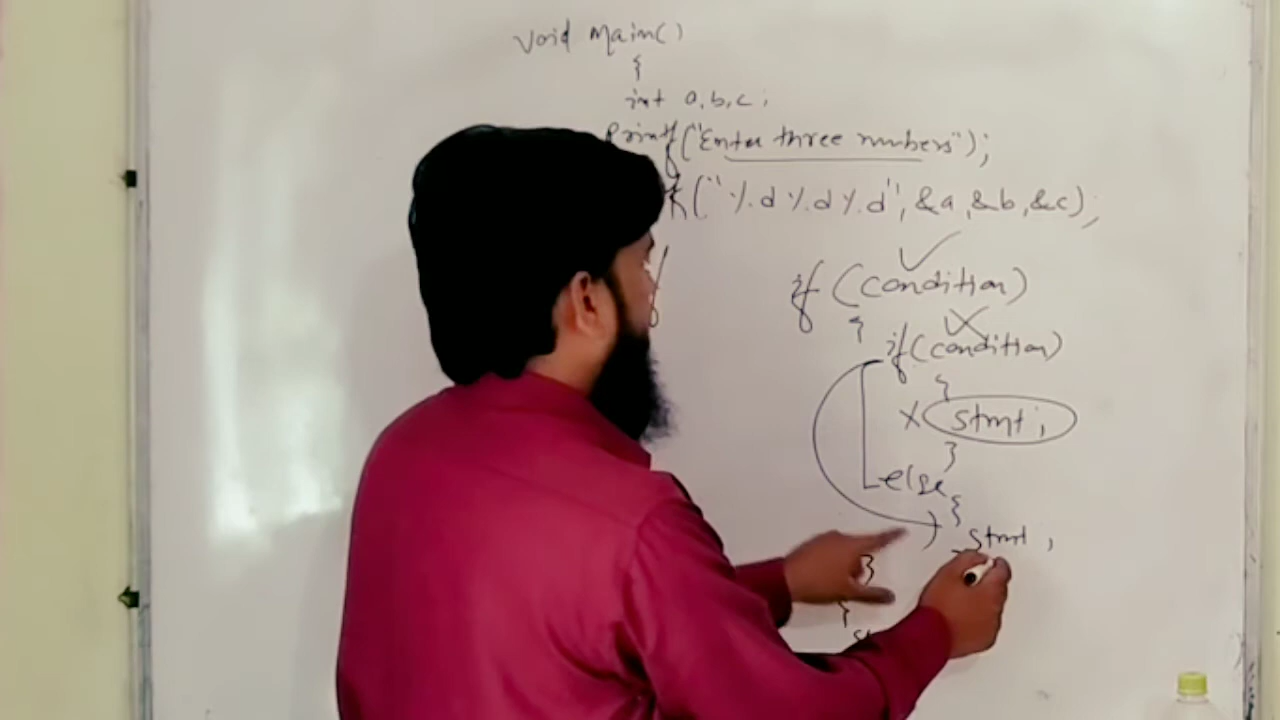 void main()
{
int a,b,c;
Printf("Enter three numbers");
("%d %d %d", &a, &b, &c);
if (condition)
{
if (condition)
{
x stmt;
}
else
{
stmt;
}
}
{